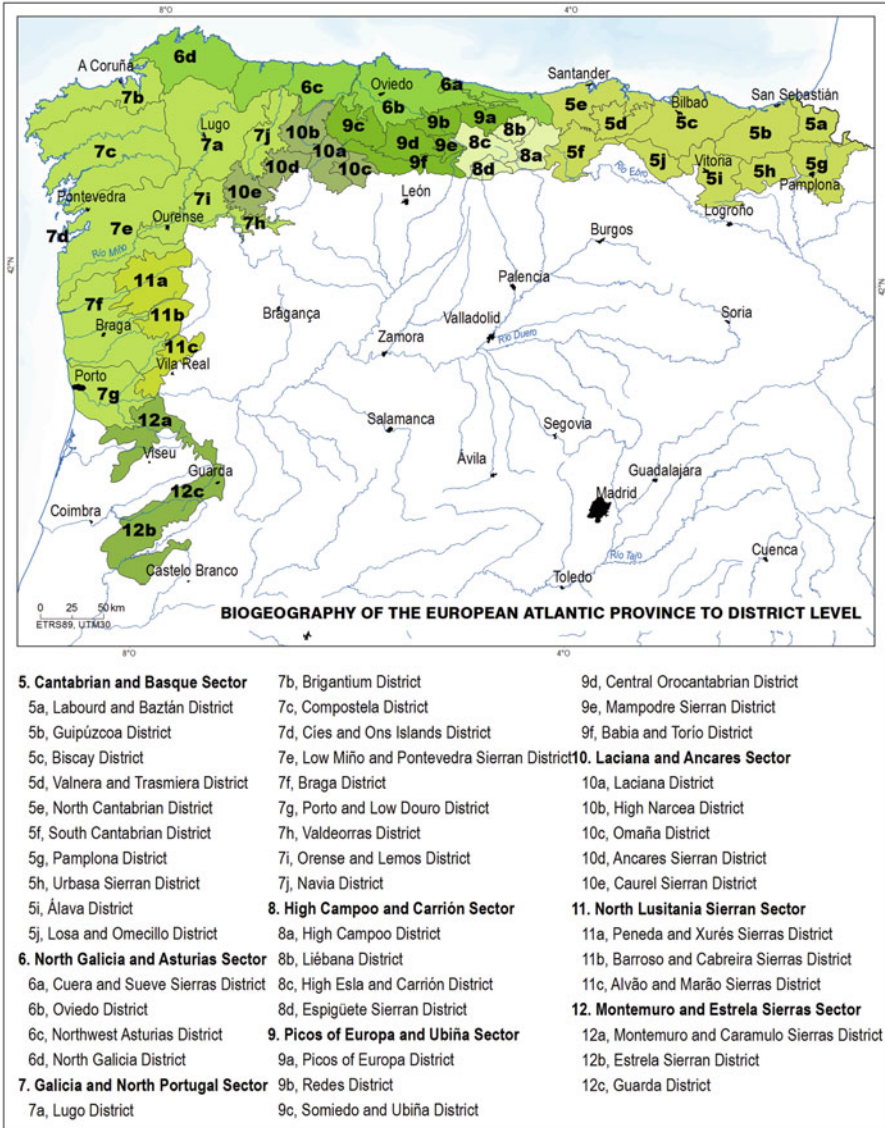 8°O
4°O
6d
A Coruña
7b
6c
Oviedo
6a
6b
Santander
5e
Bilbao
San Sebastián
5d
5c
5b
5a
Lugo
7a
7j
10b
9c
9b
9a
8b
7c
10a
9d
9e
8c
8a
5f
10d
9f
8d
5j
Vitoria
5h
5g
10e
10c
5i
Pamplona
Pontevedra
7i
León
Río Ebro
Logroño
7e
Ourense
7h
7d
Río Miño
Burgos
42°N
42°N
11a
Palencia
7f
11b
Bragança
Valladolid
Soria
Braga
Río Duero
11c
Zamora
Vila Real
Porto
7g
12a
Salamanca
Segovia
Viseu
Ávila
Guadalajara
Guarda
12c
Madrid
Coimbra
12b
Río Tajo
Cuenca
Castelo Branco
Toledo
0 25 50 km
ETRS89, UTM30
BIOGEOGRAPHY OF THE EUROPEAN ATLANTIC PROVINCE TO DISTRICT LEVEL
8°O
4°O
5. Cantabrian and Basque Sector
5a, Labourd and Baztán District
5b, Guipúzcoa District
5c, Biscay District
5d, Valnera and Trasmiera District
5e, North Cantabrian District
5f, South Cantabrian District
5g, Pamplona District
5h, Urbasa Sierran District
5i, Álava District
5j, Losa and Omecillo District
6. North Galicia and Asturias Sector
6a, Cuera and Sueve Sierras District
6b, Oviedo District
6c, Northwest Asturias District
6d, North Galicia District
7. Galicia and North Portugal Sector
7a, Lugo District
7b, Brigantium District
7c, Compostela District
7d, Cíes and Ons Islands District
7e, Low Miño and Pontevedra Sierran District
7f, Braga District
7g, Porto and Low Douro District
7h, Valdeorras District
7i, Orense and Lemos District
7j, Navia District
8. High Campoo and Carrión Sector
8a, High Campoo District
8b, Liébana District
8c, High Esla and Carrión District
8d, Espigüete Sierran District
9. Picos of Europa and Ubiña Sector
9a, Picos of Europa District
9b, Redes District
9c, Somiedo and Ubiña District
9d, Central Orocantabrian District
9e, Mampodre Sierran District
9f, Babia and Torío District
10. Laciana and Ancares Sector
10a, Laciana District
10b, High Narcea District
10c, Omaña District
10d, Ancares Sierran District
10e, Caurel Sierran District
11. North Lusitania Sierran Sector
11a, Peneda and Xurés Sierras District
11b, Barroso and Cabreira Sierras District
11c, Alvão and Marão Sierras District
12. Montemuro and Estrela Sierras Sector
12a, Montemuro and Caramulo Sierras District
12b, Estrela Sierran District
12c, Guarda District